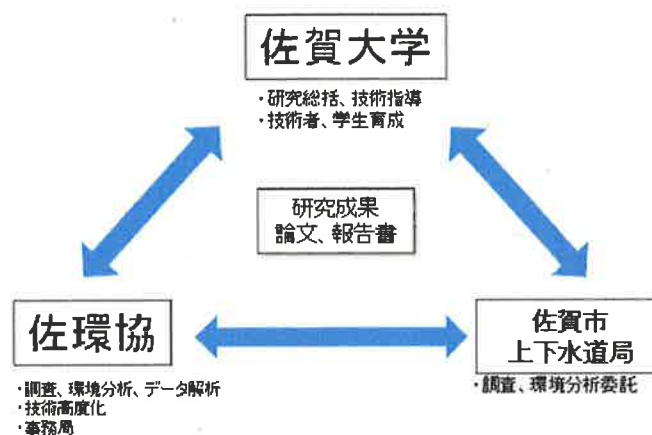 佐賀大学
・研究総括、技術指導
・技術者、学生育成
研究成果
論文、報告書
佐環協
・調査、環境分析、データ解析
・技術高度化
・事務局
佐賀市
上下水道局
・調査、環境分析委託